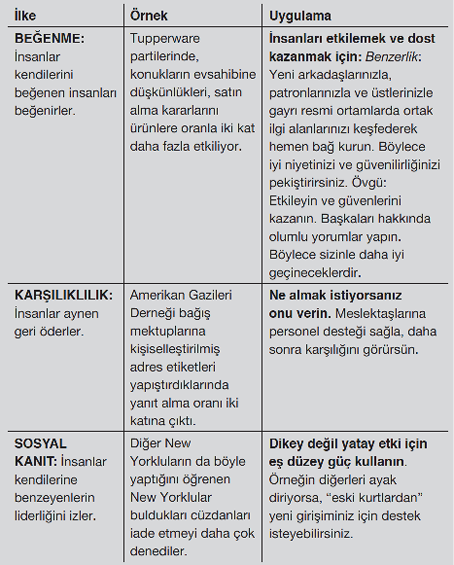 İlke
Örnek
Uygulama
BEĞENME:
İnsanlar
kendilerini
beğenen insanları
beğenirler.
Tupperware
partilerinde,
konukların evsahibine
düşkünlükleri, satın
alma kararlarını
ürünlere oranla iki kat
daha fazla etkiliyor.
İnsanları etkilemek ve dost
kazanmak için: Benzerlik:
Yeni arkadaşlarınızla,
patronlarınızla ve üstlerinizle
gayrı resmi ortamlarda ortak
ilgi alanlarınızı keşfederek
hemen bağ kurun. Böylece
iyi niyetinizi ve güvenilirliğinizi
pekiştirirsiniz. Övgü:
Etkileyin ve güvenlerini
kazanın. Başkaları hakkında
olumlu yorumlar yapın.
Böylece sizinle daha iyi
geçineceklerdir.
KARŞILIKLILIK:
İnsanlar aynen
geri öderler.
Amerikan Gazileri
Derneği bağış
mektuplarına
kişiselleştirilmiş
adres etiketleri
yapıştırdıklarında
yanıt alma oranı iki
katına çıktı.
Ne almak istiyorsanız
onu verin. Meslektaşlarına
personel desteği sağla, daha
sonra karşılığını görürsün.
SOSYAL
KANIT: İnsanlar
kendilerine
benzeyenlerin
liderliğini izler.
Diğer New
Yorkluların da böyle
yaptığını öğrenen
New Yorklular
buldukları cüzdanları
iade etmeyi daha çok
denediler.
Dikey değil yatay etki için
eş düzey güç kullanın.
Örneğin diğerleri ayak
diriyorsa, “eski kurtlardan”
yeni girişiminiz için destek
isteyebilirsiniz.